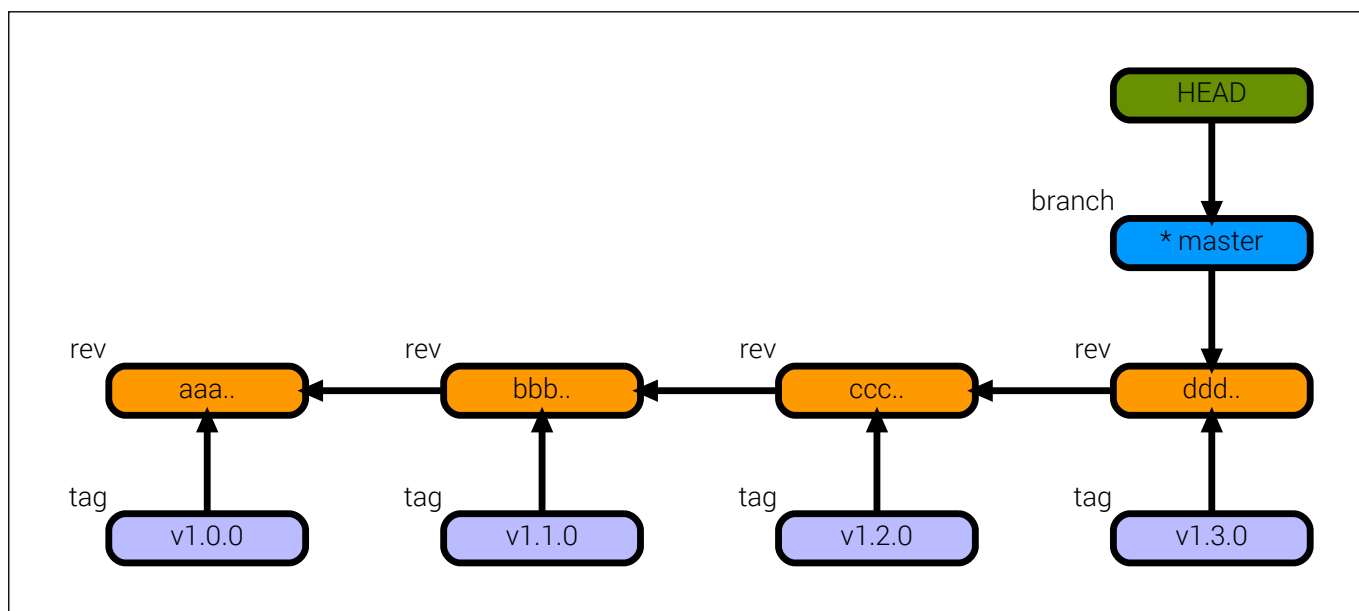 HEAD
branch
* master
rev
rev
rev
rev
aaa..
bbb..
ccc..
ddd..
tag
tag
tag
tag
v1.0.0
v1.1.0
v1.2.0
v1.3.0